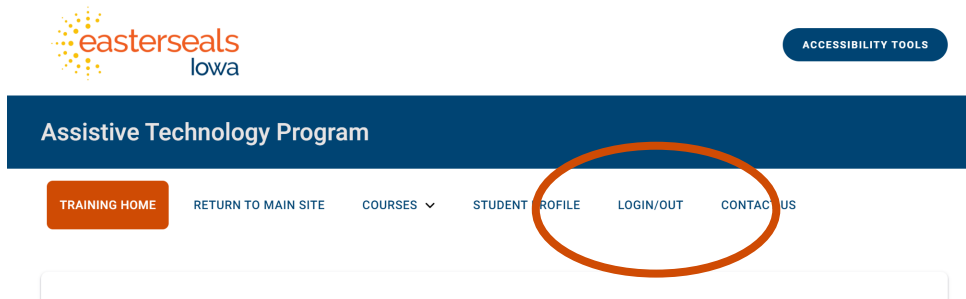 easterseals
Iowa
ACCESSIBILITY TOOLS
Assistive Technology Program
TRAINING HOME RETURN TO MAIN SITE COURSES STUDENT PROFILE LOGIN/OUT CONTACT US